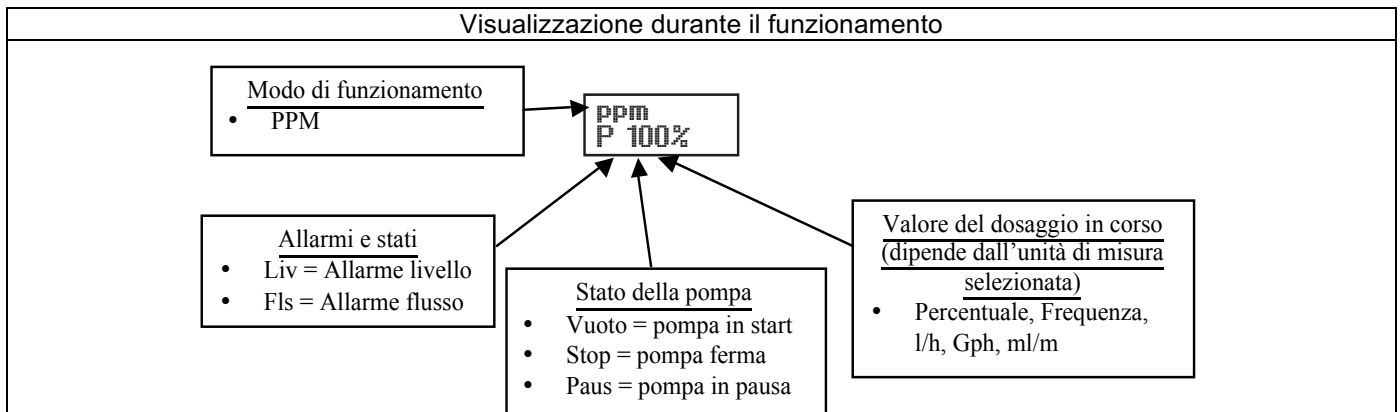 Visualizzazione durante il funzionamento
Modo di funzionamento
• PPM
ppm
P 100%
Allarmi e stati
• Liv = Allarme livello
• Fls = Allarme flusso
Stato della pompa
• Vuoto = pompa in start
• Stop = pompa ferma
• Paus = pompa in pausa
Valore del dosaggio in corso
(dipende dall'unità di misura
selezionata)
• Percentuale, Frequenza,
l/h, Gph, ml/m